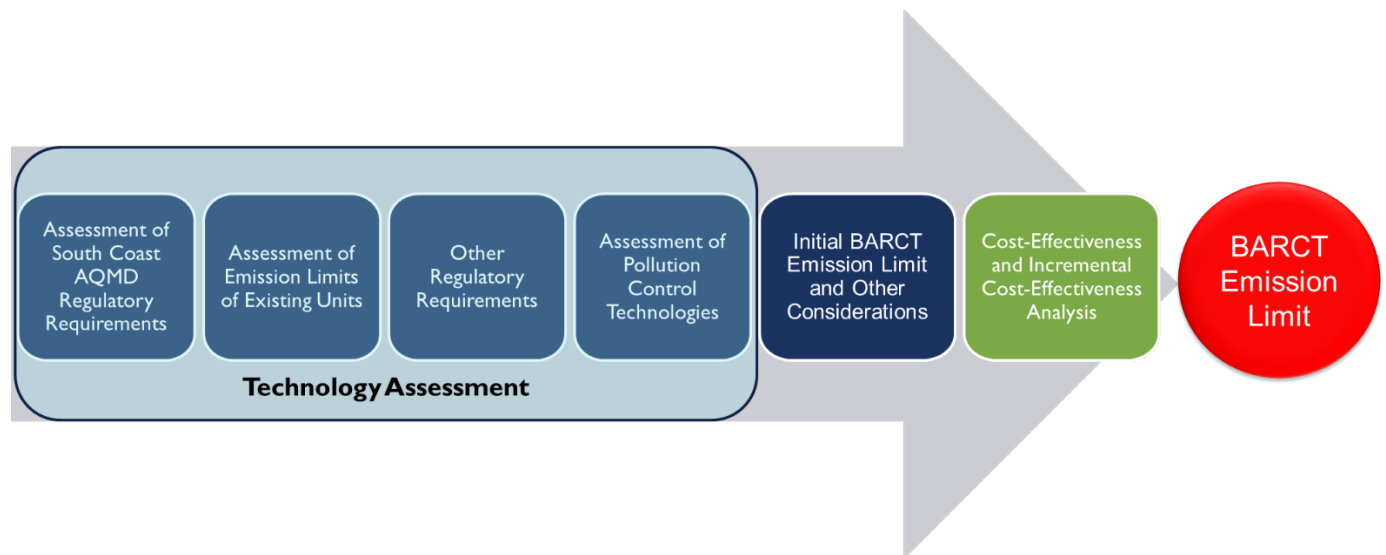 Assessment of
South Coast
AQMD
Regulatory
Requirements
Assessment of
Emission Limits
of Existing Units
Other
Regulatory
Requirements
Assessment of
Pollution
Control
Technologies
Initial BARCT
Emission Limit
and Other
Considerations
Cost-Effectiveness
and Incremental
Cost-Effectiveness
Analysis
BARCT
Emission
Limit
Technology Assessment